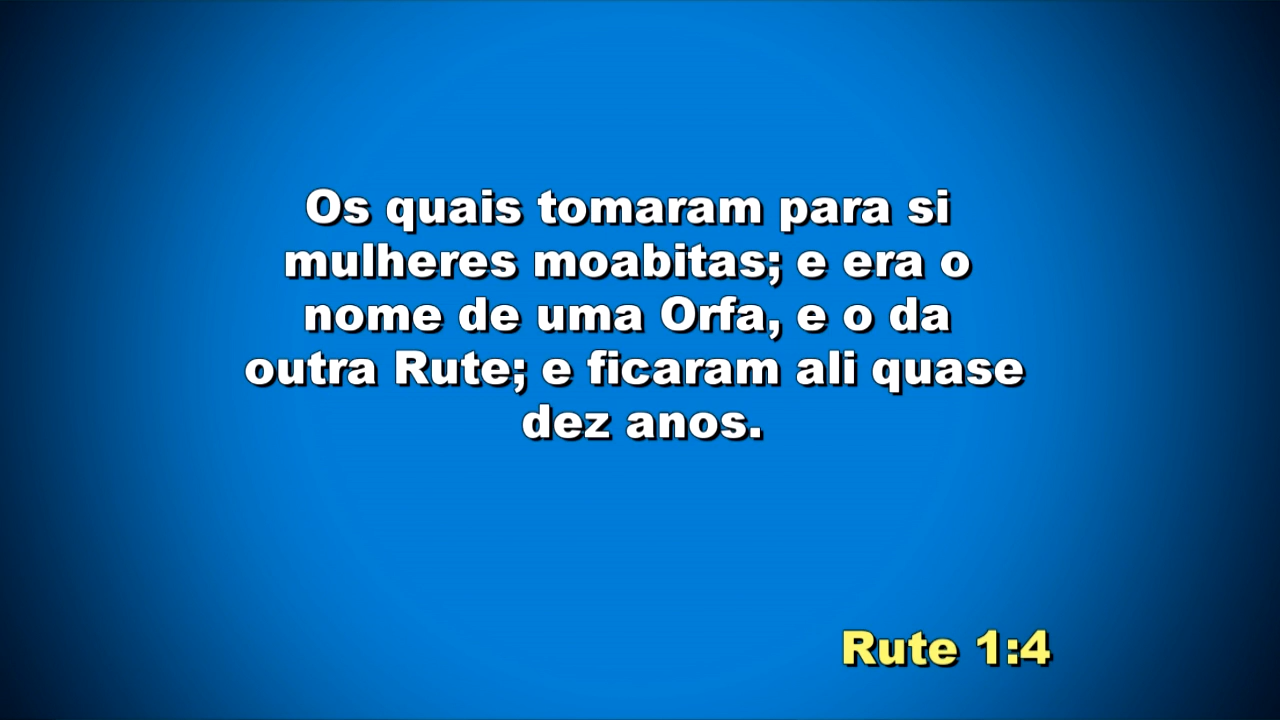 Os quais tomaram para si
mulheres moabitas; e era o
nome de uma Orfa, e o da
outra Rute; e ficaram ali quase
dez anos.
Rute 1:4